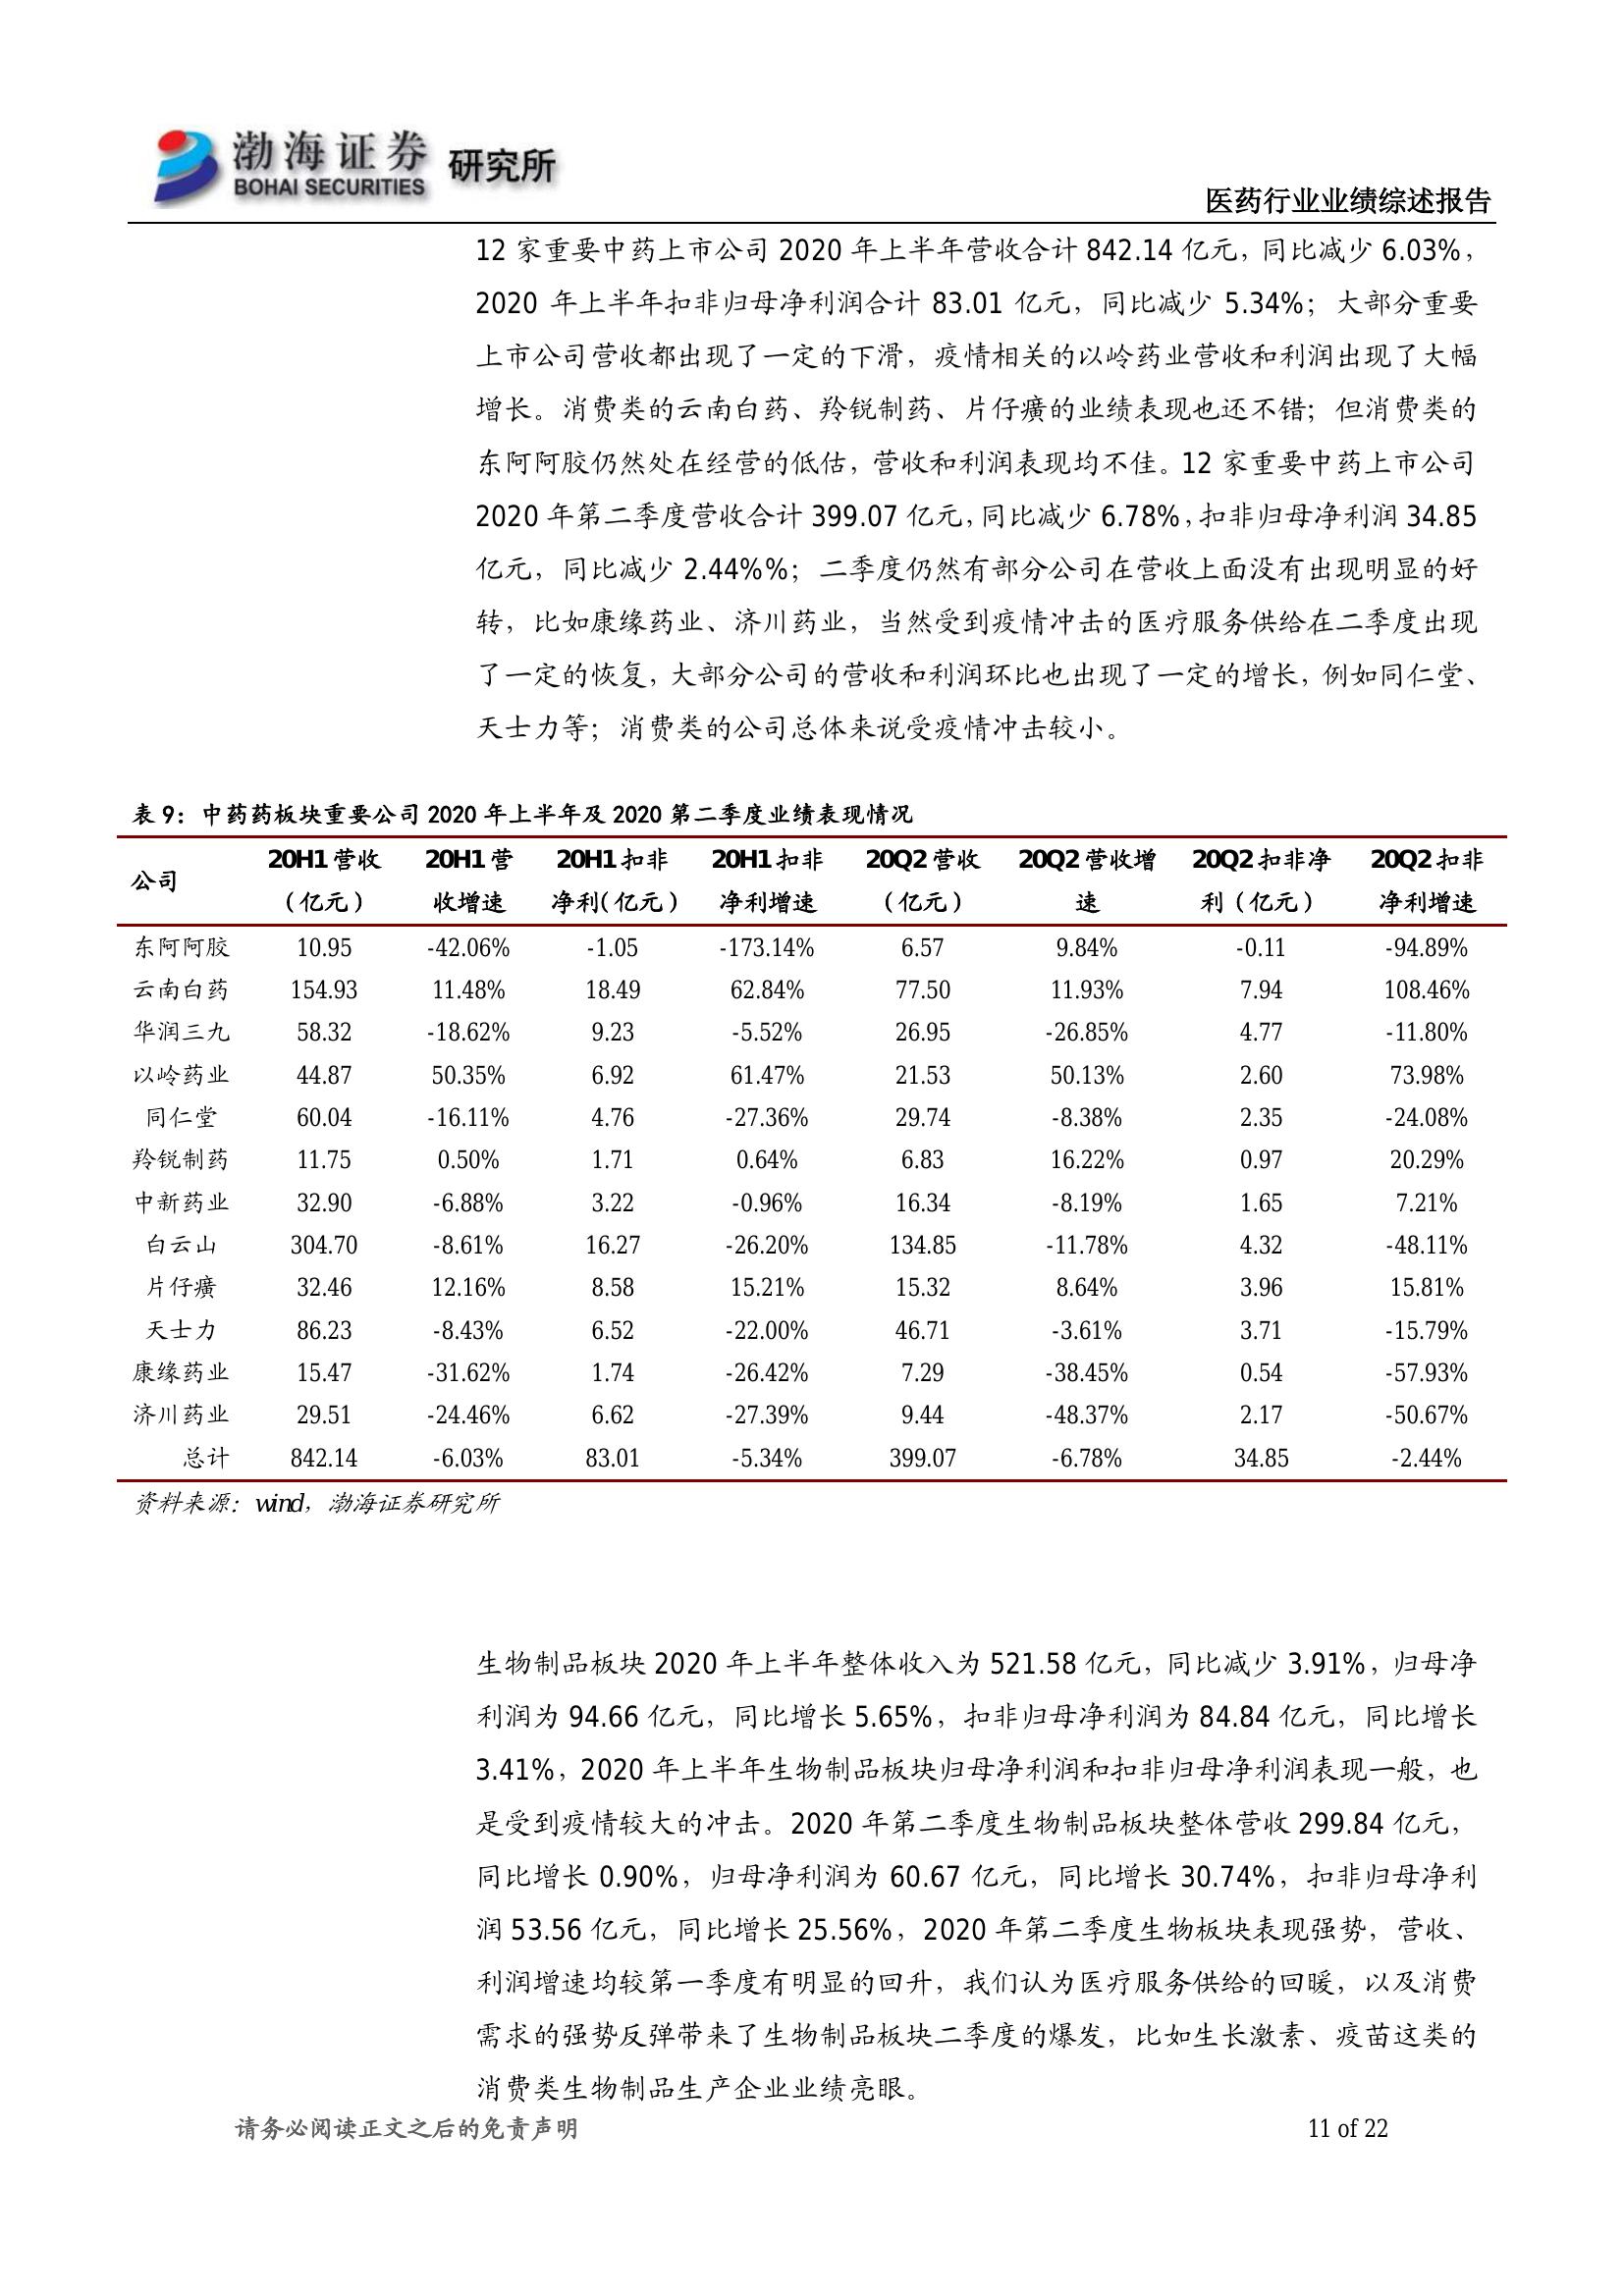 渤海证券 研究所
BOHAI SECURITIES
医药行业业绩综述报告
12 家重要中药上市公司 2020 年上半年营收合计 842.14 亿元，同比减少 6.03%，
2020 年上半年扣非归母净利润合计 83.01 亿元，同比减少 5.34%；大部分重要
上市公司营收都出现了一定的下滑，疫情相关的以岭药业营收和利润出现了大幅
增长。消费类的云南白药、羚锐制药、片仔癀的业绩表现也还不错；但消费类的
东阿阿胶仍然处在经营的低估，营收和利润表现均不佳。12 家重要中药上市公司
2020 年第二季度营收合计 399.07 亿元，同比减少 6.78%，扣非归母净利润 34.85
亿元，同比减少 2.44%%；二季度仍然有部分公司在营收上面没有出现明显的好
转，比如康缘药业、济川药业，当然受到疫情冲击的医疗服务供给在二季度出现
了一定的恢复，大部分公司的营收和利润环比也出现了一定的增长，例如同仁堂、
天士力等；消费类的公司总体来说受疫情冲击较小。
表 9：中药药板块重要公司 2020 年上半年及 2020 第二季度业绩表现情况
公司 20H1 营收 20H1 营 20H1 扣非 20H1 扣非 20Q2 营收 20Q2 营收增 20Q2 扣非净 20Q2 扣非
（亿元） 收增速 净利（亿元） 净利增速 （亿元） 速 利（亿元） 净利增速
东阿阿胶 10.95 -42.06% -1.05 -173.14% 6.57 9.84% -0.11 -94.89%
云南白药 154.93 11.48% 18.49 62.84% 77.50 11.93% 7.94 108.46%
华润三九 58.32 -18.62% 9.23 -5.52% 26.95 -26.85% 4.77 -11.80%
以岭药业 44.87 50.35% 6.92 61.47% 21.53 50.13% 2.60 73.98%
同仁堂 60.04 -16.11% 4.76 -27.36% 29.74 -8.38% 2.35 -24.08%
羚锐制药 11.75 0.50% 1.71 0.64% 6.83 16.22% 0.97 20.29%
中新药业 32.90 -6.88% 3.22 -0.96% 16.34 -8.19% 1.65 7.21%
白云山 304.70 -8.61% 16.27 -26.20% 134.85 -11.78% 4.32 -48.11%
片仔癀 32.46 12.16% 8.58 15.21% 15.32 8.64% 3.96 15.81%
天士力 86.23 -8.43% 6.52 -22.00% 46.71 -3.61% 3.71 -15.79%
康缘药业 15.47 -31.62% 1.74 -26.42% 7.29 -38.45% 0.54 -57.93%
济川药业 29.51 -24.46% 6.62 -27.39% 9.44 -48.37% 2.17 -50.67%
总计 842.14 -6.03% 83.01 -5.34% 399.07 -6.78% 34.85 -2.44%
资料来源：wind，渤海证券研究所
生物制品板块 2020 年上半年整体收入为 521.58 亿元，同比减少 3.91%，归母净
利润为 94.66 亿元，同比增长 5.65%，扣非归母净利润为 84.84 亿元，同比增长
3.41%，2020 年上半年生物制品板块归母净利润和扣非归母净利润表现一般，也
是受到疫情较大的冲击。2020 年第二季度生物制品板块整体营收 299.84 亿元，
同比增长 0.90%，归母净利润为 60.67 亿元，同比增长 30.74%，扣非归母净利
润 53.56 亿元，同比增长 25.56%，2020 年第二季度生物板块表现强势，营收、
利润增速均较第一季度有明显的回升，我们认为医疗服务供给的回暖，以及消费
需求的强势反弹带来了生物制品板块二季度的爆发，比如生长激素、疫苗这类的
消费类生物制品生产企业业绩亮眼。
请务必阅读正文之后的免责声明 11 of 22